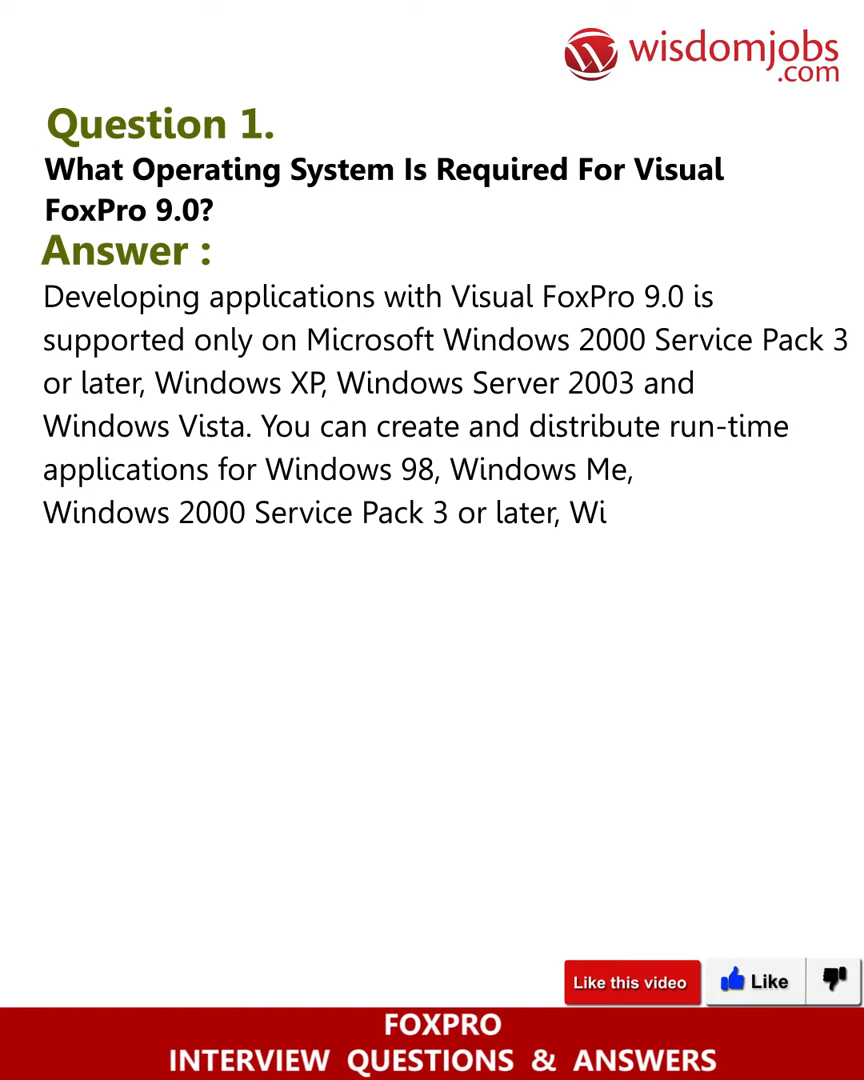 wisdomjobs
.com
Question 1.
What Operating System Is Required For Visual
FoxPro 9.0?
Answer :
Developing applications with Visual FoxPro 9.0 is
supported only on Microsoft Windows 2000 Service Pack 3
or later, Windows XP, Windows Server 2003 and
Windows Vista. You can create and distribute run-time
applications for Windows 98, Windows Me,
Windows 2000 Service Pack 3 or later, Wi
Like this video
Like
FOXPRO
INTERVIEW QUESTIONS & ANSWERS